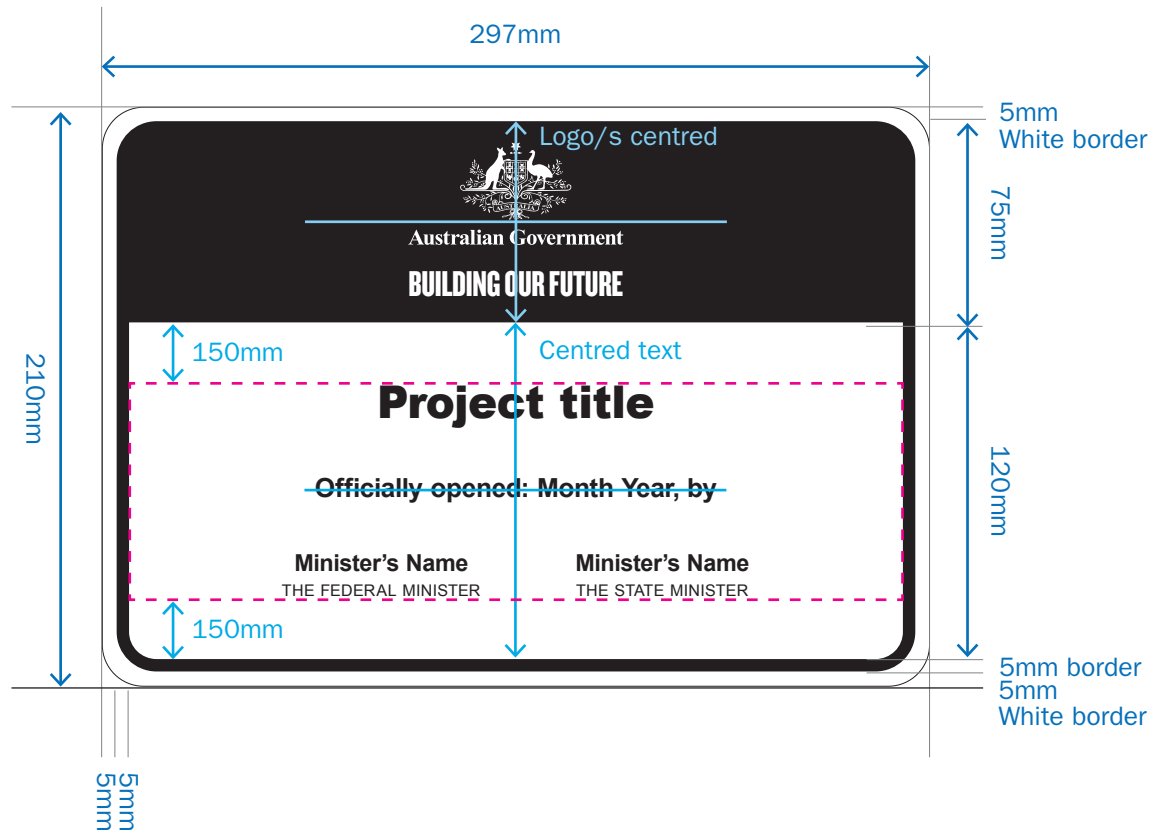 297mm
5mm
White border
Logo/s centred
75mm
AUSTRALIA
Australian Government
BUILDING OUR FUTURE
150mm
Centred text
210mm
Project title
120mm
Officially opened: Month Year, by
Minister’s Name
THE FEDERAL MINISTER
Minister’s Name
THE STATE MINISTER
150mm
5mm border
5mm
White border
5mm
5mm